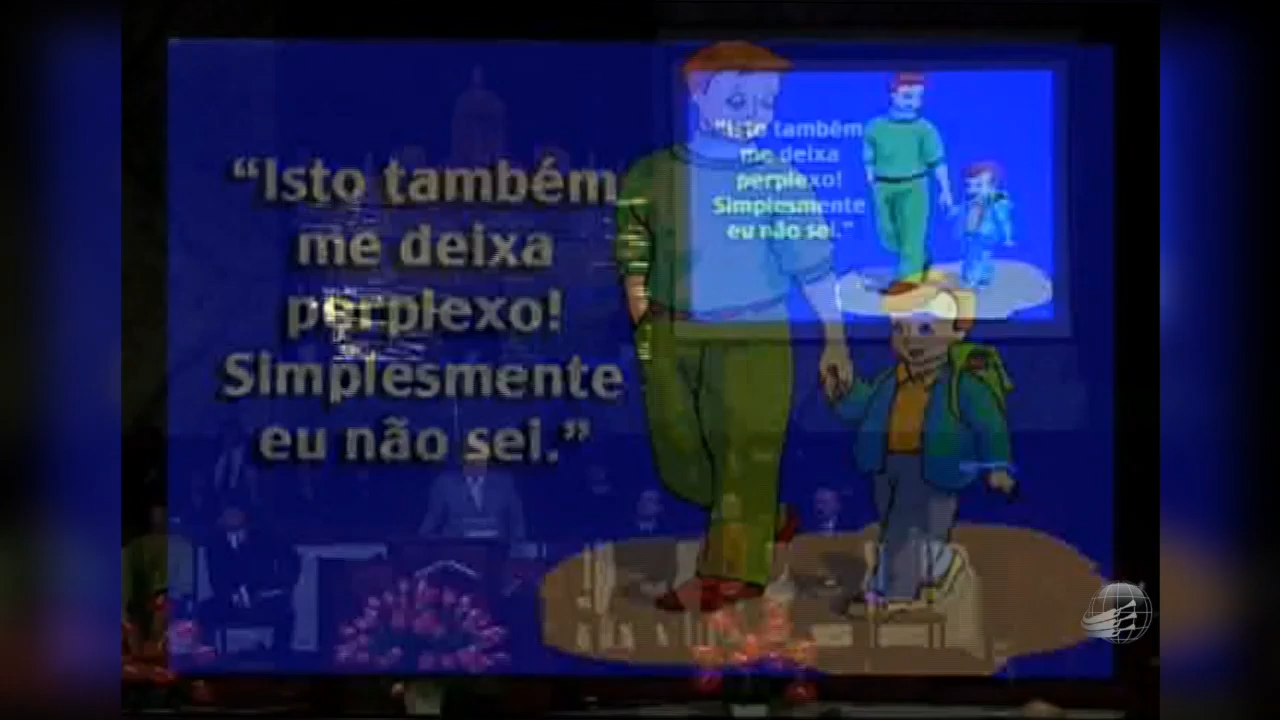 “Isto também
me deixa
perplexo!
Simplesmente
eu não sei.”
"Isto também
me deixa
perplexo!
Simplesmente
eu não sei."